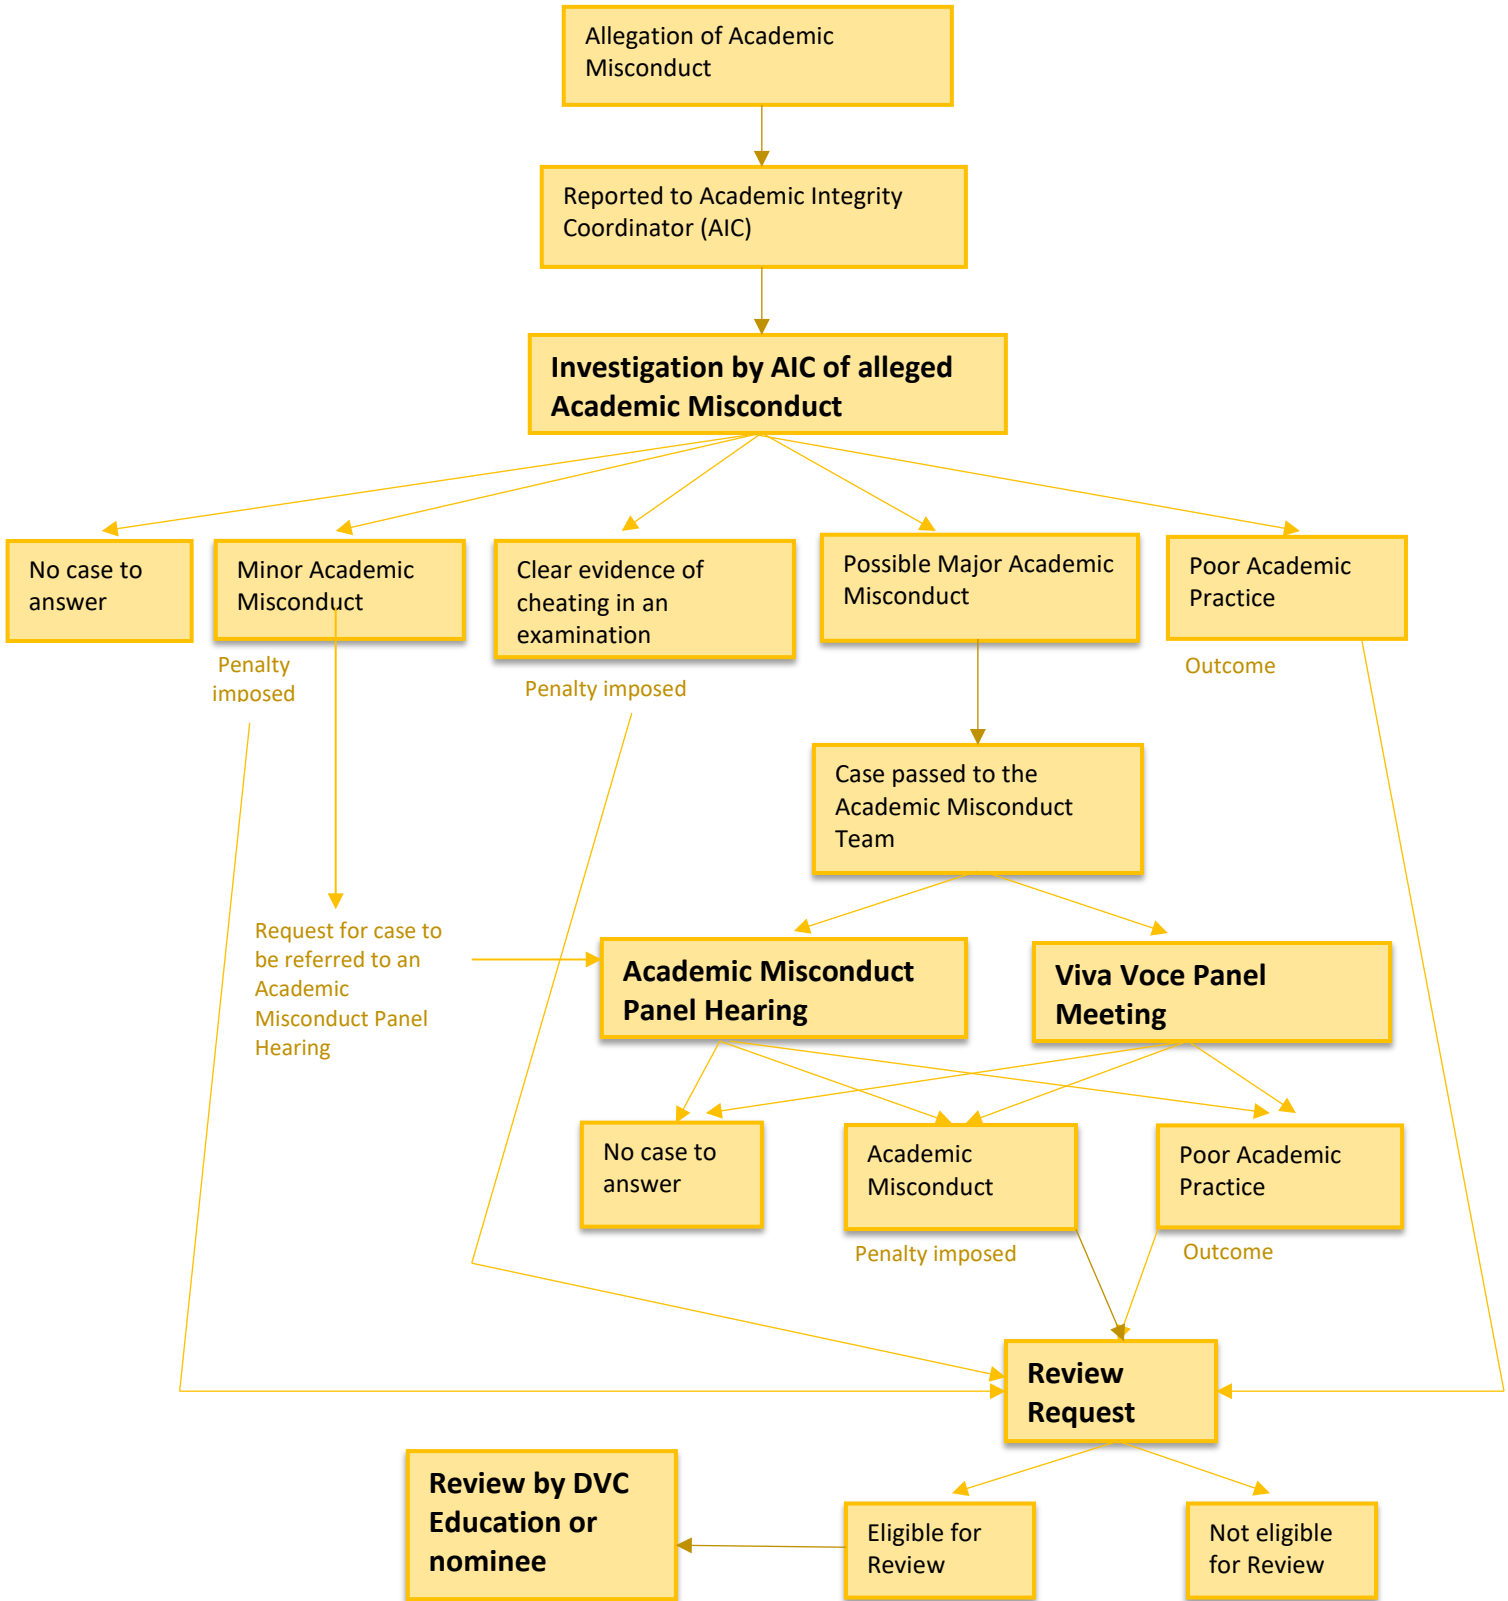 Allegation of Academic
Misconduct
Reported to Academic Integrity
Coordinator (AIC)
Investigation by AIC of alleged
Academic Misconduct
No case to
answer
Minor Academic
Misconduct
Clear evidence of
cheating in an
examination
Possible Major Academic
Misconduct
Poor Academic
Practice
Penalty
imposed
Penalty imposed
Outcome
Case passed to the
Academic Misconduct
Team
Request for case to
be referred to an
Academic
Misconduct Panel
Hearing
Academic Misconduct
Panel Hearing
Viva Voce Panel
Meeting
No case to
answer
Academic
Misconduct
Poor Academic
Practice
Penalty imposed
Outcome
Review
Request
Review by DVC
Education or
nominee
Eligible for
Review
Not eligible
for Review